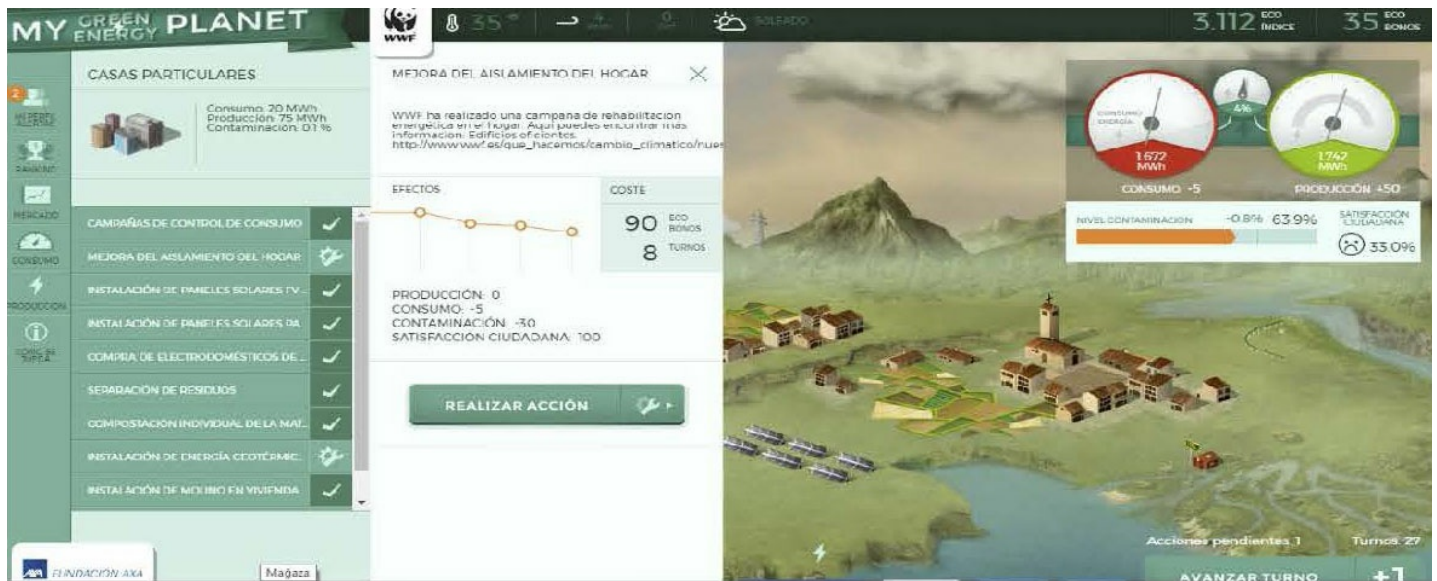 MY GREEN ENERGY PLANET
WWF
35°
SOLEADO
3.112 ECO ÍNDICE
35 ECO BONOS
CASAS PARTICULARES
Consumo: 20 MWh
Producción: 75 MWh
Contaminación: 0.1 %
2
RANKING
MERCADO
CONSUMO
PRODUCCIÓN
CAMPAÑAS DE CONTROL DE CONSUMO
MEJORA DEL AISLAMIENTO DEL HOGAR
INSTALACIÓN DE PANELES SOLARES FV...
INSTALACIÓN DE PANELES SOLARES PA
COMPRA DE ELECTRODOMÉSTICOS DE ...
SEPARACIÓN DE RESIDUOS
COMPOSTACIÓN INDIVIDUAL DE LA MAT...
INSTALACIÓN DE ENERGÍA GEOTÉRMIC...
INSTALACIÓN DE MOLINO EN VIVIENDA
FUNDACIÓN AXA
Mağaza
MEJORA DEL AISLAMIENTO DEL HOGAR
WWF ha realizado una campaña de rehabilitación
energética en el hogar. Aquí puedes encontrar más
información: Edificios eficientes.
http://www.wwf.es/que_hacemos/cambio_climatico/nues
EFECTOS
COSTE
90 ECO BONOS
8 TURNOS
PRODUCCIÓN: 0
CONSUMO: -5
CONTAMINACIÓN: -30
SATISFACCIÓN CIUDADANA: 100
REALIZAR ACCIÓN
CONSUMO ENERGÍA
4%
1.672 MWh
1.747 MWh
CONSUMO -5
PRODUCCIÓN +50
NIVEL CONTAMINACIÓN -0.8% 63.9%
SATISFACCIÓN CIUDADANA
33.0%
Acciones pendientes 1
Turnos: 27
AVANZAR TURNO +1